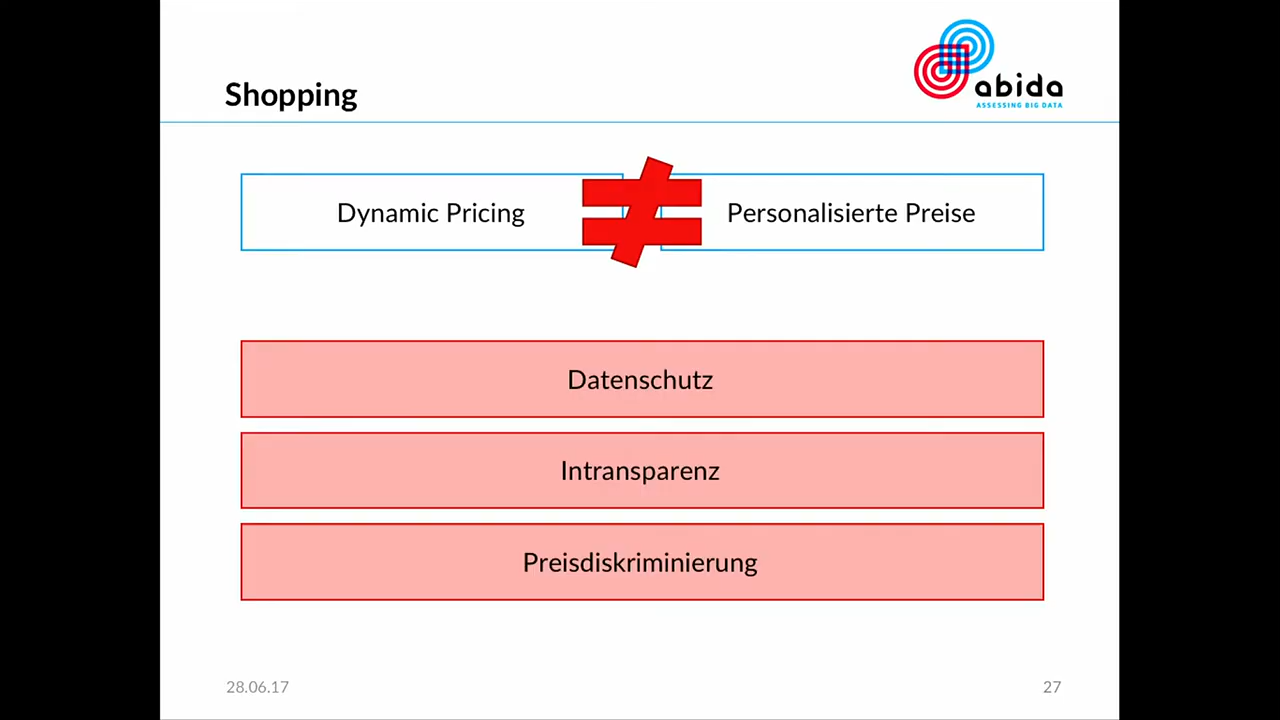 Shopping
abida
ASSESSING BIG DATA
Dynamic Pricing ≠ Personalisierte Preise
Datenschutz
Intransparenz
Preisdiskriminierung
28.06.17
27